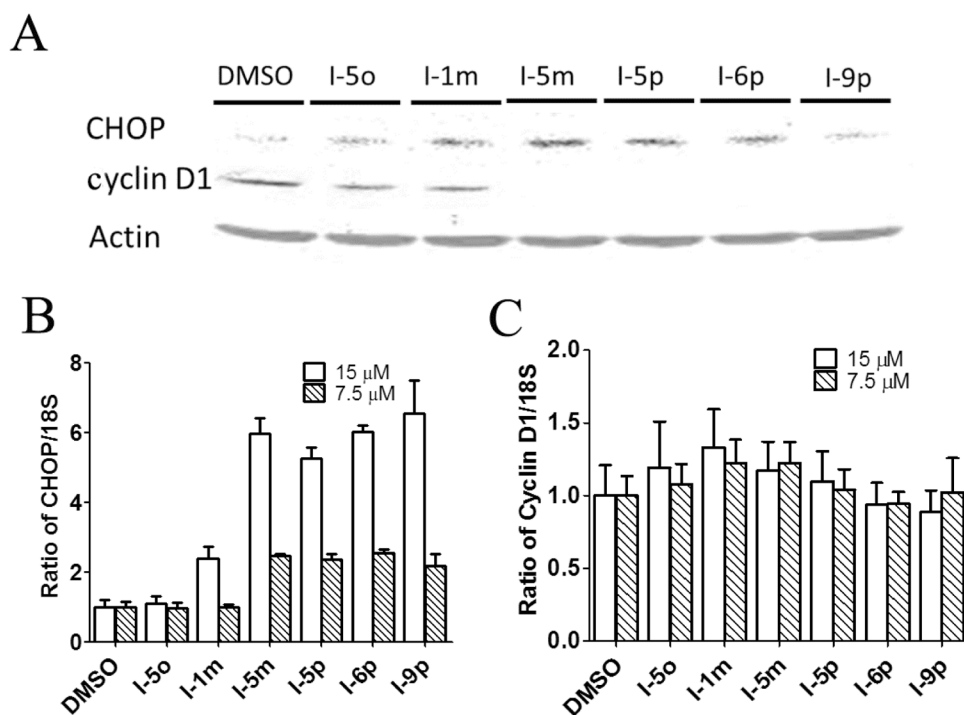 A
DMSO I-5o I-1m I-5m I-5p I-6p I-9p
CHOP
cyclin D1
Actin
B
Ratio of CHOP/18S
8
6
4
2
0
15 μM
7.5 μM
DMSO I-5o I-1m I-5m I-5p I-6p I-9p
C
Ratio of Cyclin D1/18S
2.0
1.5
1.0
0.5
0.0
15 μM
7.5 μM
DMSO I-5o I-1m I-5m I-5p I-6p I-9p